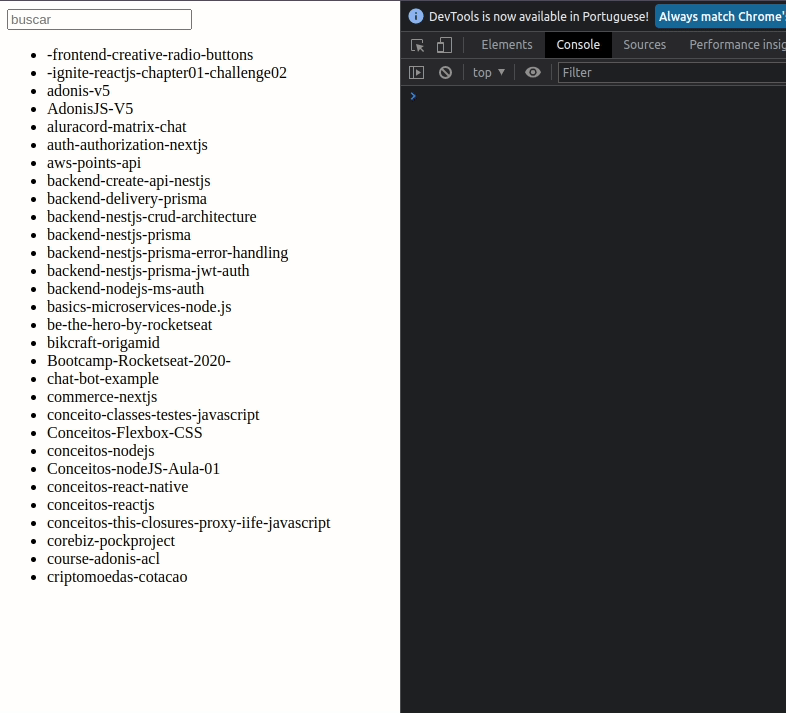 buscar
-frontend-creative-radio-buttons
-ignite-reactjs-chapter01-challenge02
adonis-v5
AdonisJS-V5
aluracord-matrix-chat
auth-authorization-nextjs
aws-points-api
backend-create-api-nestjs
backend-delivery-prisma
backend-nestjs-crud-architecture
backend-nestjs-prisma
backend-nestjs-prisma-error-handling
backend-nestjs-prisma-jwt-auth
backend-nodejs-ms-auth
basics-microservices-node.js
be-the-hero-by-rocketseat
bikcraft-origamid
Bootcamp-Rocketseat-2020-
chat-bot-example
commerce-nextjs
conceito-classes-testes-javascript
Conceitos-Flexbox-CSS
conceitos-nodejs
Conceitos-nodeJS-Aula-01
conceitos-react-native
conceitos-reactjs
conceitos-this-closures-proxy-iife-javascript
corebiz-pockproject
course-adonis-acl
criptomoedas-cotacao
DevTools is now available in Portuguese! Always match Chrome's
Elements Console Sources Performance insig
top Filter